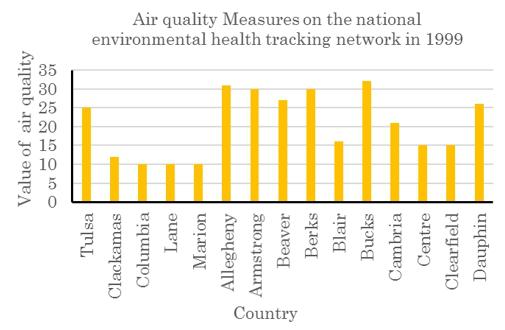 Air quality Measures on the national
environmental health tracking network in 1999
Value of  air quality
35
30
25
20
15
10
5
0
Tulsa
Clackamas
Columbia
Lane
Marion
Allegheny
Armstrong
Beaver
Berks
Blair
Bucks
Cambria
Centre
Clearfield
Dauphin
Country